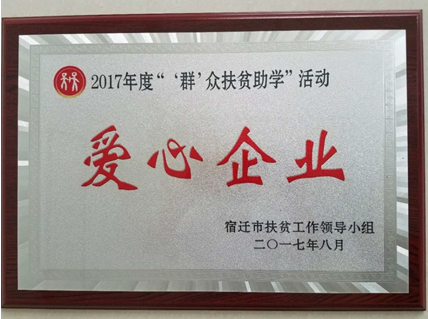 2017年度“‘群’众扶贫助学”活动
爱心企业
宿迁市扶贫工作领导小组
二〇一七年八月